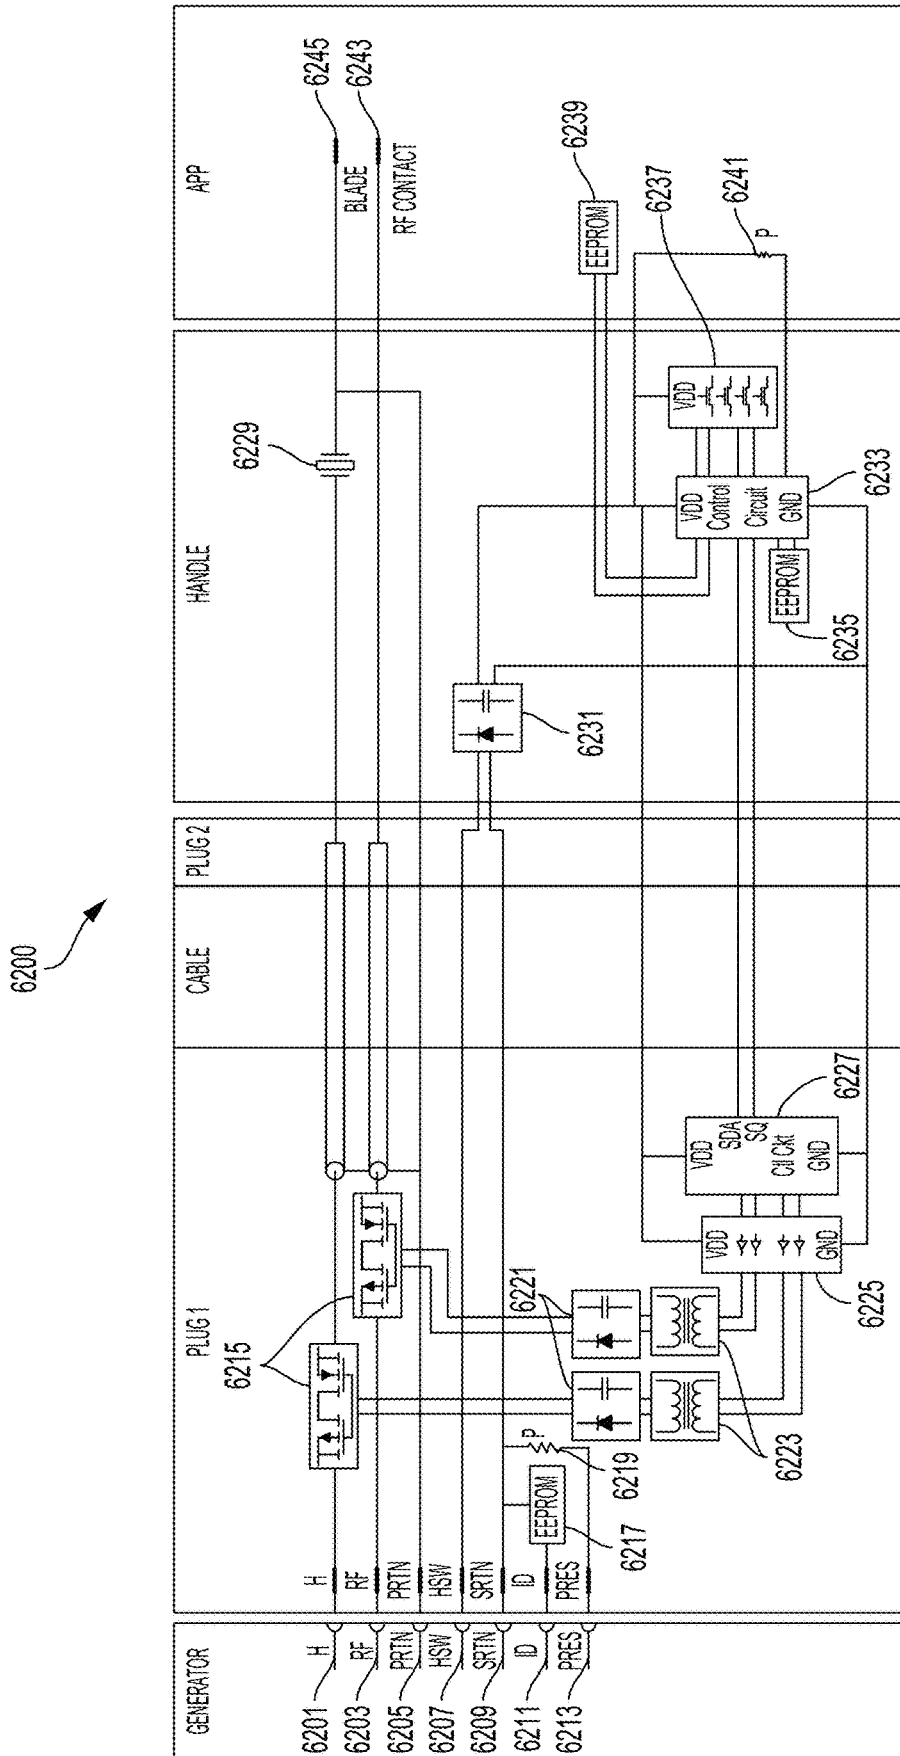 6200
GENERATOR
PLUG 1
CABLE
PLUG 2
HANDLE
APP
6201
H
H
6203
RF
RF
6205
PRTN
PRTN
6207
HSW
HSW
6209
SRTN
SRTN
6211
ID
ID
6213
PRES
PRES
6215
EEPROM
6217
P
6219
6221
6223
VDD
GND
6225
VDD
SDA
SQ
Ctl Ckt
GND
6227
6229
6231
VDD
Control
Circuit
GND
6233
EEPROM
6235
VDD
6237
EEPROM
6239
P
6241
BLADE
6245
RF CONTACT
6243